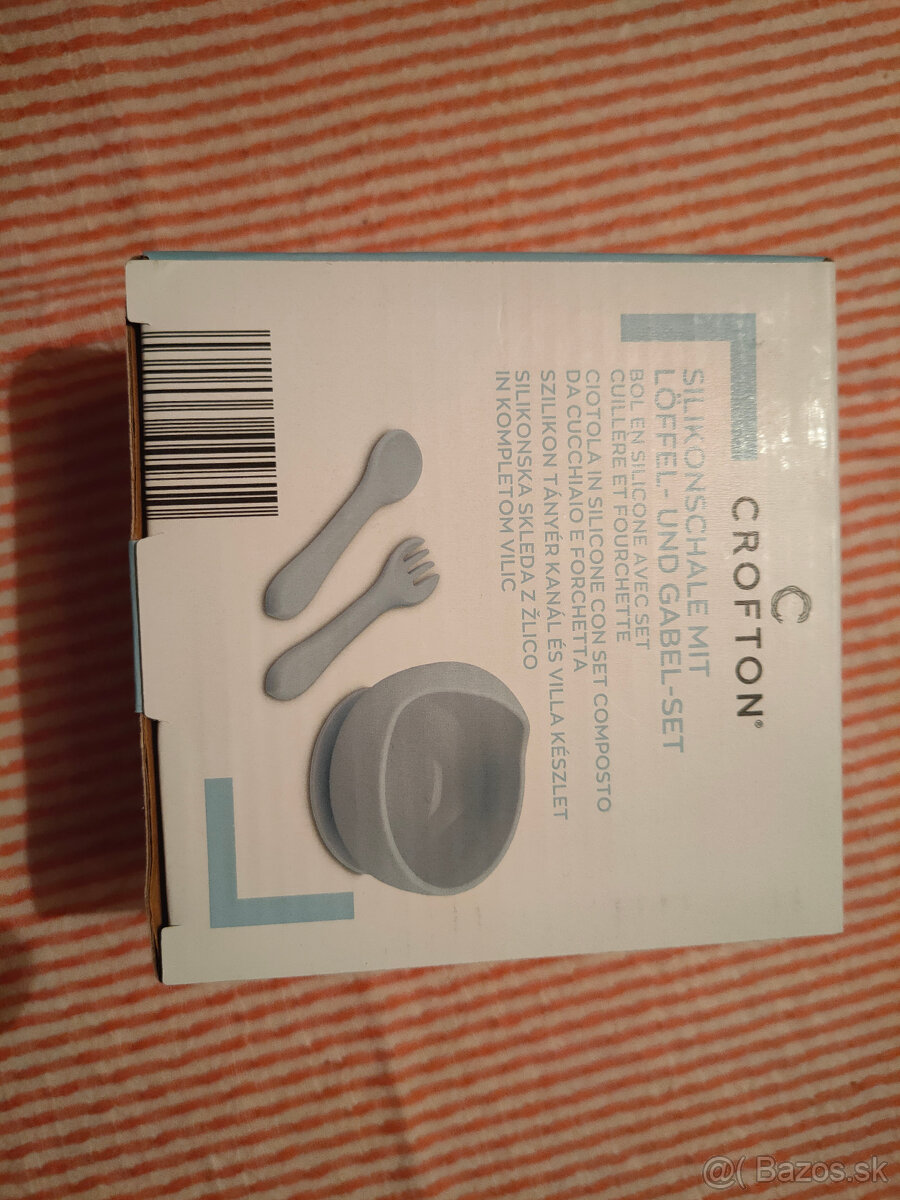 CROFTON®
SILIKONSCHALE MIT
LÖFFEL- UND GABEL-SET
BOL EN SILICONE AVEC SET
CUILLÈRE ET FOURCHETTE
CIOTOLA IN SILICONE CON SET COMPOSTO
DA CUCCHIAIO E FORCHETTA
SZILIKON TÁNYÉR KANÁL ÉS VILLA KÉSZLET
SILIKONSKA SKLEDA Z ŽLICO
IN KOMPLETOM VILIC
@( Bazos.sk